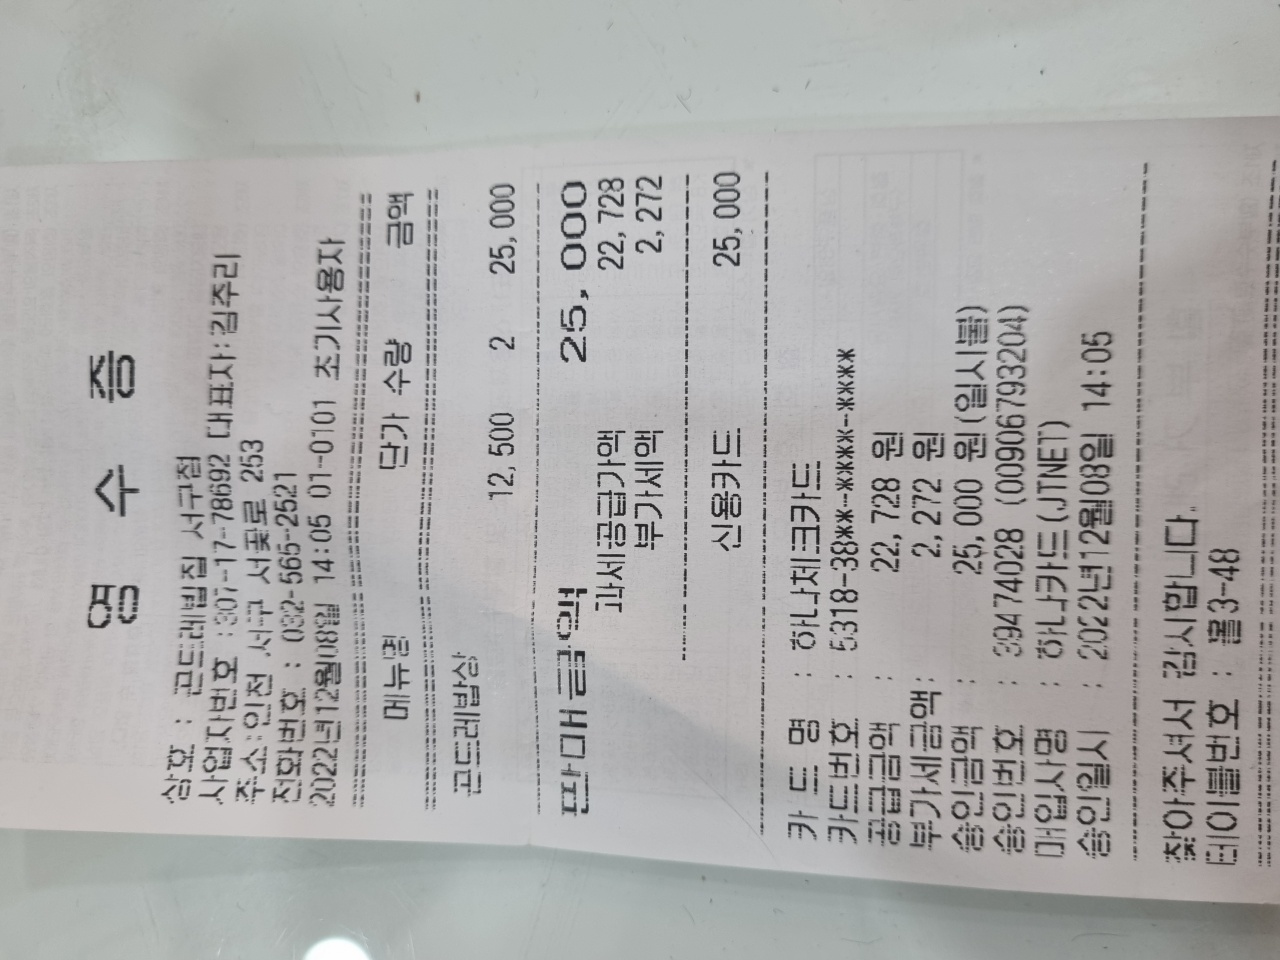 영 수 증
상호 : 곤드레밥집 서구점
사업자번호 : 307-17-78692 대표자:김주리
주소:인천 서구 서곶로 253
전화번호 : 032-565-2521
2022년12월08일 14:05 01-0101 초기사용자
메뉴명 단가 수량 금액
곤드레밥상
12,500 2 25,000
판매금액 25,000
과세공급가액 22,728
부가세액 2,272
신용카드 25,000
카 드 명 : 하나체크카드
카드번호 : 5318-38**-****-****
공급금액 : 22,728 원
부가세금액: 2,272 원
승인금액 : 25,000 원(일시불)
승인번호 : 39474028 (00906793204)
매입사명 : 하나카드(JTNET)
승인일시 : 2022년12월08일 14:05
찾아주셔서 감사합니다.
테이블번호 : 홀3-48